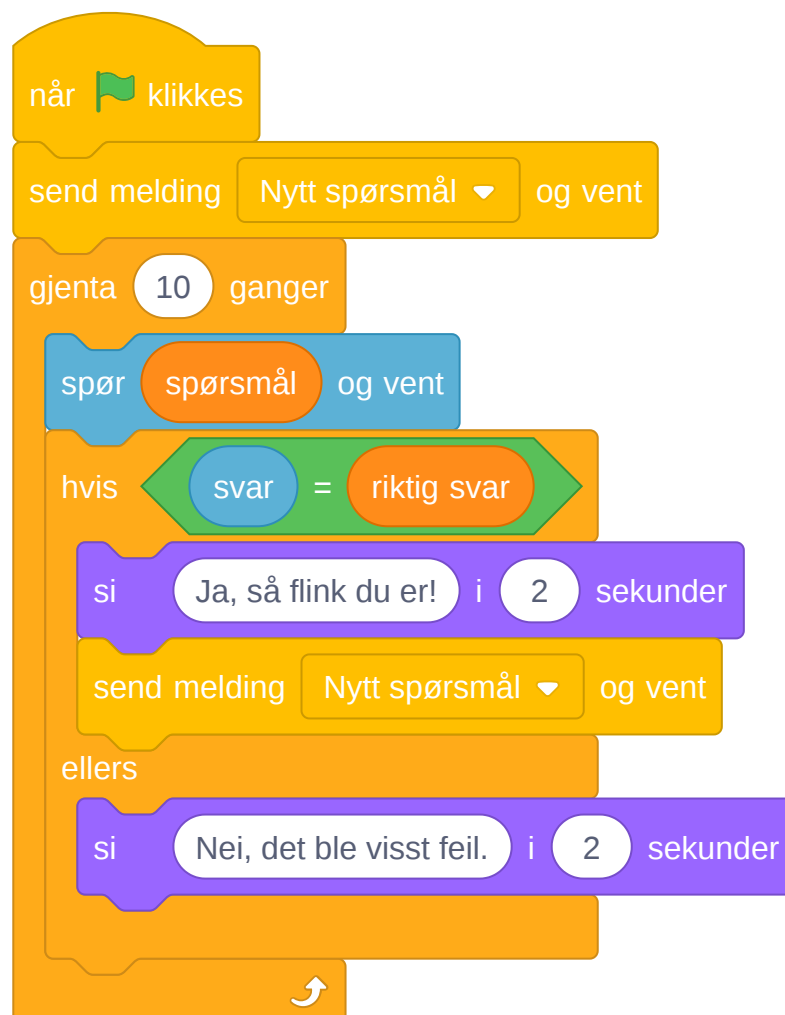 når klikkes
send melding Nytt spørsmål og vent
gjenta 10 ganger
spør spørsmål og vent
hvis svar = riktig svar
si Ja, så flink du er! i 2 sekunder
send melding Nytt spørsmål og vent
ellers
si Nei, det ble visst feil. i 2 sekunder